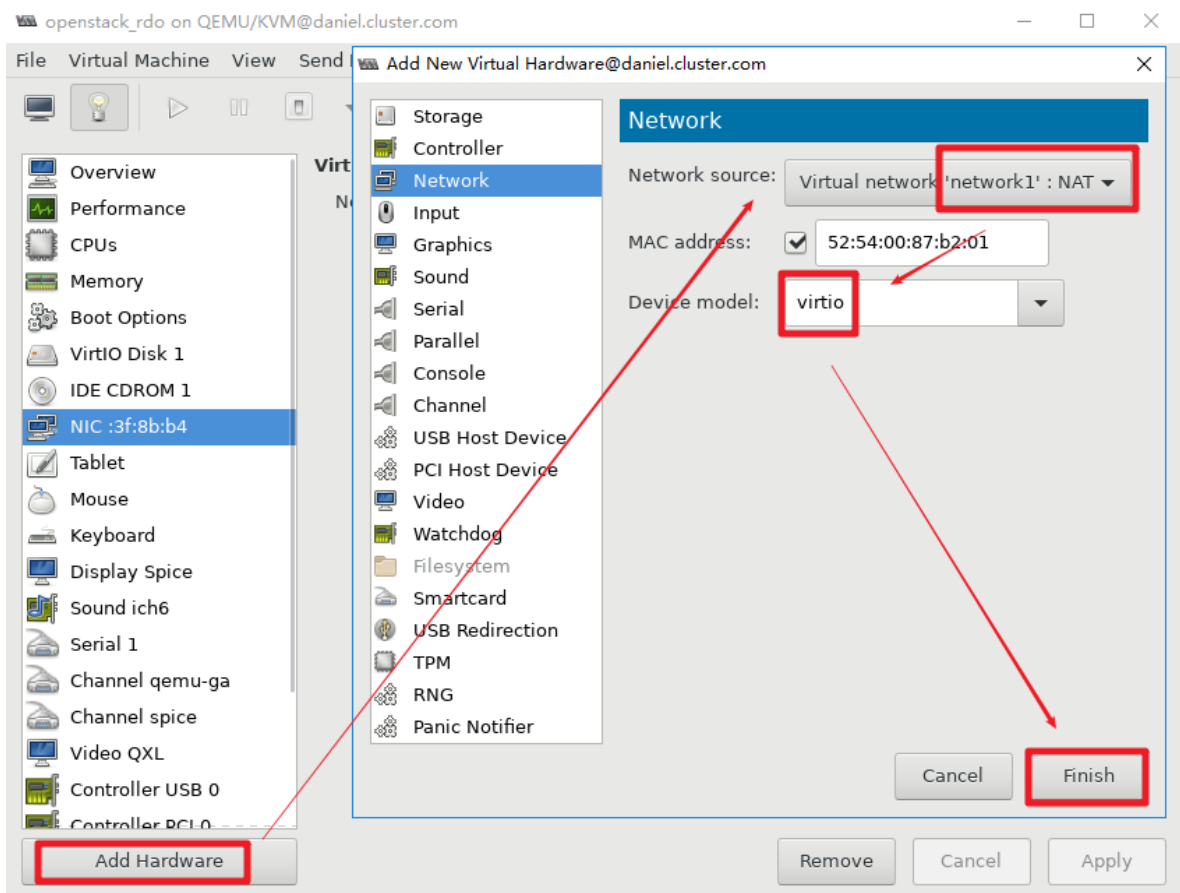 openstack_rdo on QEMU/KVM@daniel.cluster.com
File Virtual Machine View Send
Add New Virtual Hardware@daniel.cluster.com
Overview
Performance
CPUs
Memory
Boot Options
VirtIO Disk 1
IDE CDROM 1
NIC :3f:8b:b4
Tablet
Mouse
Keyboard
Display Spice
Sound ich6
Serial 1
Channel qemu-ga
Channel spice
Video QXL
Controller USB 0
Controller PCI 0
Add Hardware
Virt
Storage
Controller
Network
Input
Graphics
Sound
Serial
Parallel
Console
Channel
USB Host Device
PCI Host Device
Video
Watchdog
Filesystem
Smartcard
USB Redirection
TPM
RNG
Panic Notifier
Network
Network source: Virtual network 'network1' : NAT
MAC address: 52:54:00:87:b2:01
Device model: virtio
Cancel Finish
Remove Cancel Apply